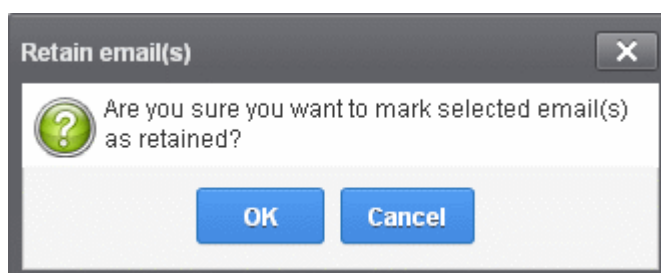 Retain email(s)
Are you sure you want to mark selected email(s)
as retained?
OK
Cancel